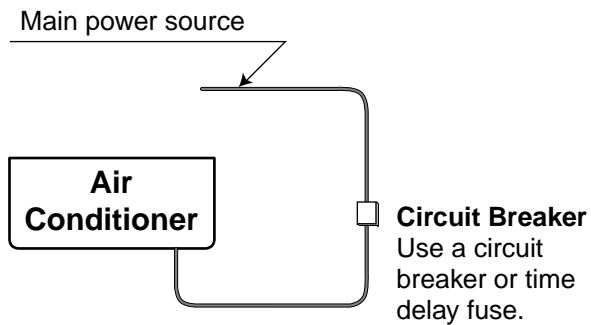 Main power source
Air
Conditioner
Circuit Breaker
Use a circuit
breaker or time
delay fuse.